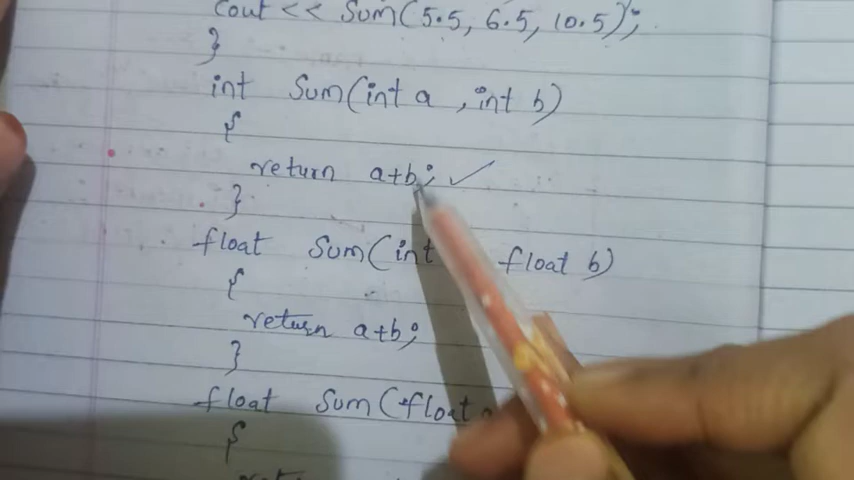 cout << Sum(5.5, 6.5, 10.5);
}
int Sum(int a , int b)
{
return a+b; ✓
}
float Sum(int float b)
{
return a+b;
}
float Sum(float
{